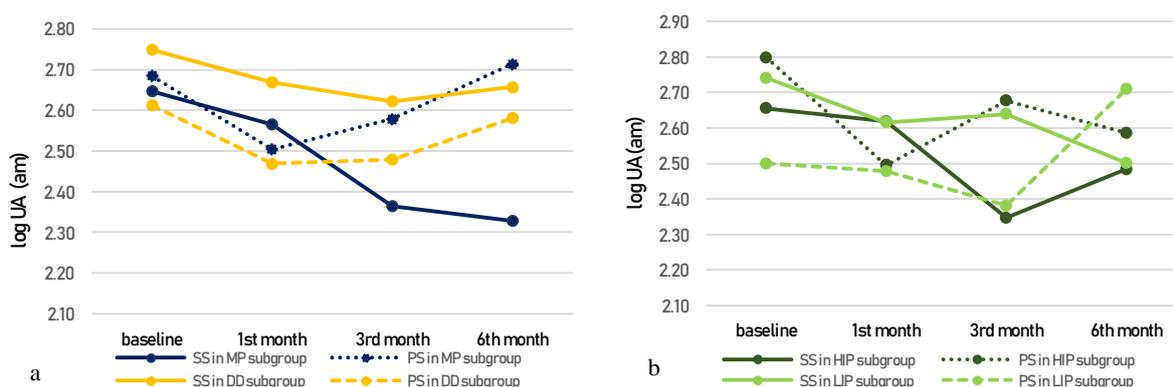 2.80
2.70
2.60
2.50
2.40
2.30
2.20
2.10
log UA (am)
baseline 1st month 3rd month 6th month
SS in MP subgroup PS in MP subgroup
SS in DD subgroup PS in DD subgroup
a
2.90
2.80
2.70
2.60
2.50
2.40
2.30
2.20
2.10
log UA(am)
baseline 1st month 3rd month 6th month
SS in HIP subgroup PS in HIP subgroup
SS in LIP subgroup PS in LIP subgroup
b